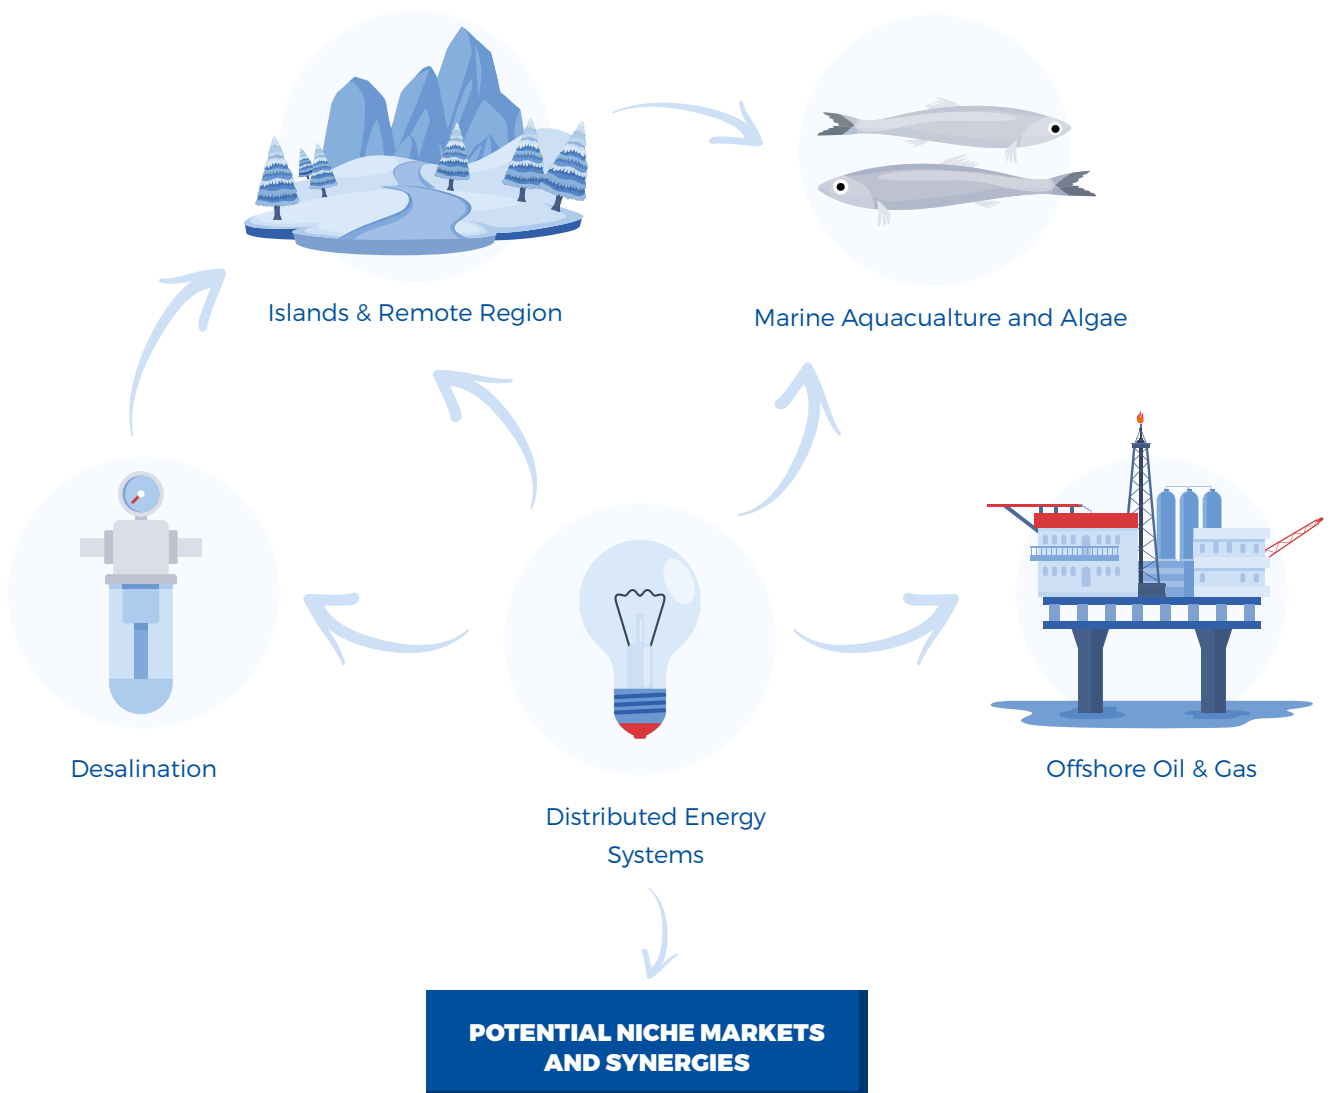 Islands & Remote Region
Marine Aquacualture and Algae
Desalination
Offshore Oil & Gas
Distributed Energy
Systems
POTENTIAL NICHE MARKETS
AND SYNERGIES